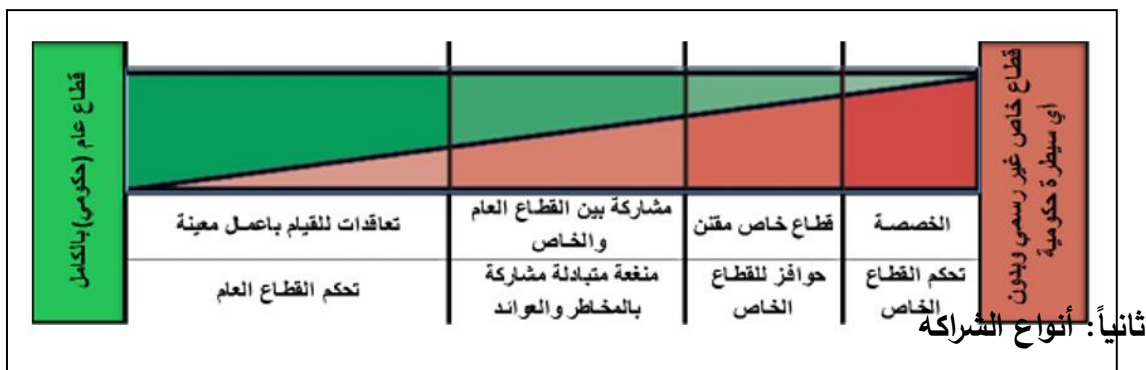 قطاع خاص غير رسمي وبدون
أي سيطرة حكومية
الخصصة
قطاع خاص مقنن
مشاركة بين القطاع العام
والخاص
تعاقدات للقيام باعمال معينة
تحكم القطاع
الخاص
حوافز للقطاع
الخاص
منفعة متبادلة مشاركة
بالمخاطر والعوائد
تحكم القطاع العام
قطاع عام (حكومي) بالكامل
ثانياً: أنواع الشراكة